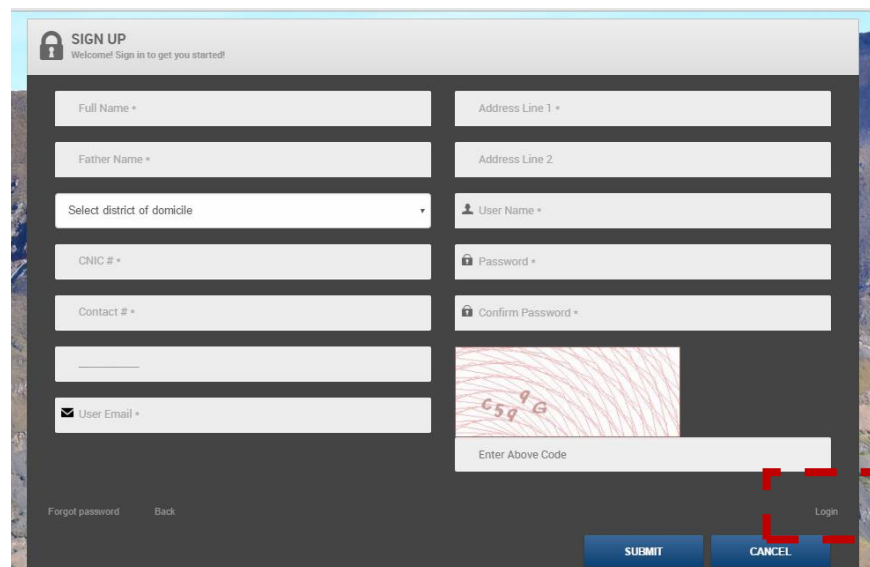 SIGN UP
Welcome! Sign in to get you started!
Full Name *
Father Name *
Select district of domicile
CNIC # *
Contact # *
__________
User Email *
Address Line 1 *
Address Line 2
User Name *
Password *
Confirm Password *
C599G
Enter Above Code
Forgot password Back Login
SUBMIT CANCEL